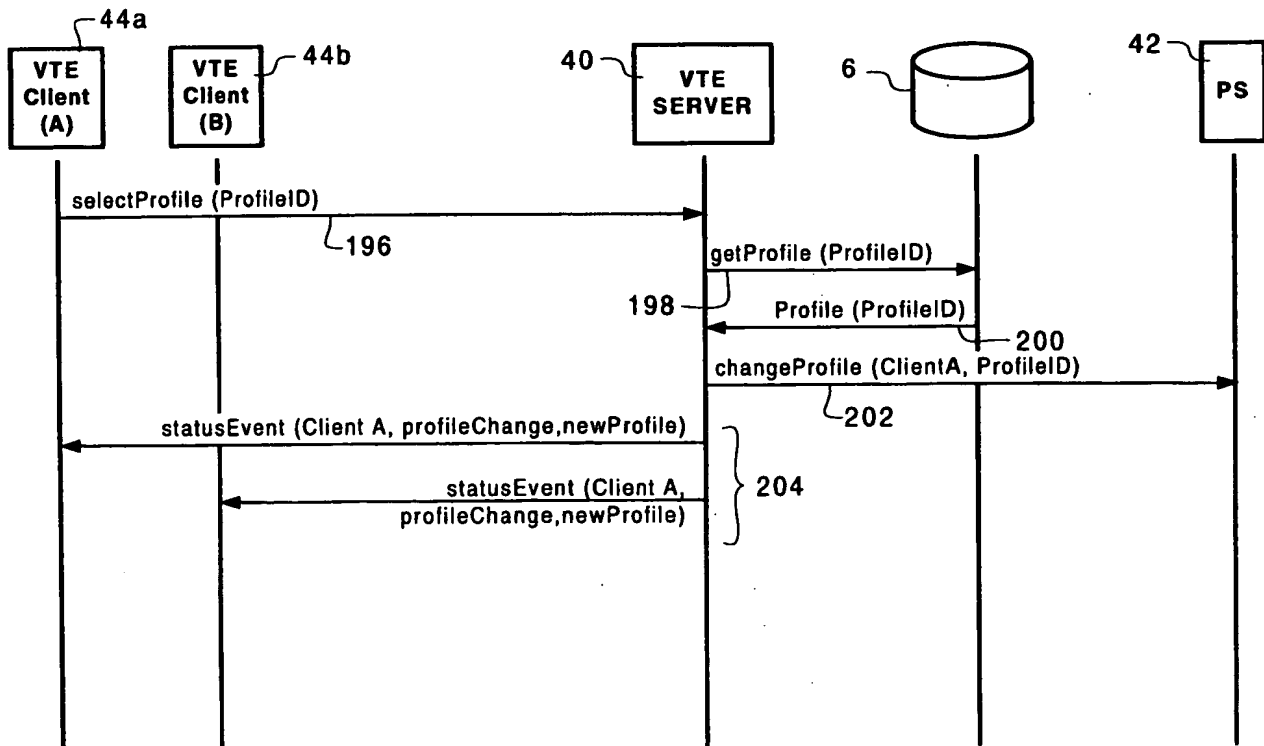 44a
44b
40
6
42
VTE
Client
(A)
VTE
Client
(B)
VTE
SERVER
PS
selectProfile (ProfileID)
196
getProfile (ProfileID)
198
Profile (ProfileID)
200
changeProfile (ClientA, ProfileID)
202
statusEvent (Client A, profileChange,newProfile)
statusEvent (Client A,
profileChange,newProfile)
204